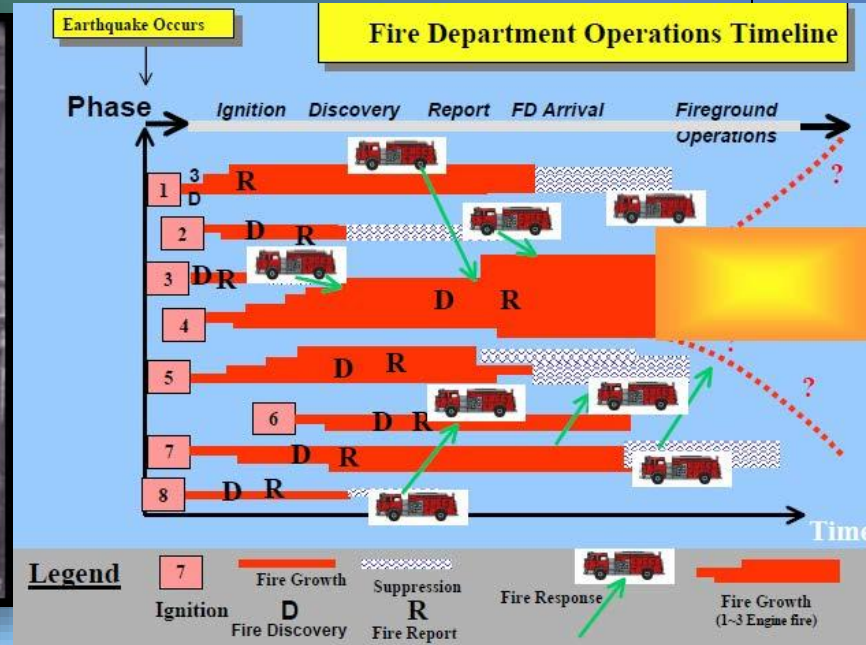 Earthquake Occurs
Fire Department Operations Timeline
Phase
Ignition Discovery Report FD Arrival Fireground
Operations
1 3
D R
?
2 D R
3 D R
4 D R
5 D R
?
6 D R
7 D R
8 D R
Time
Legend
7
Ignition
Fire Growth
D
Fire Discovery
Suppression
R
Fire Report
Fire Response
Fire Growth
(1~3 Engine fire)